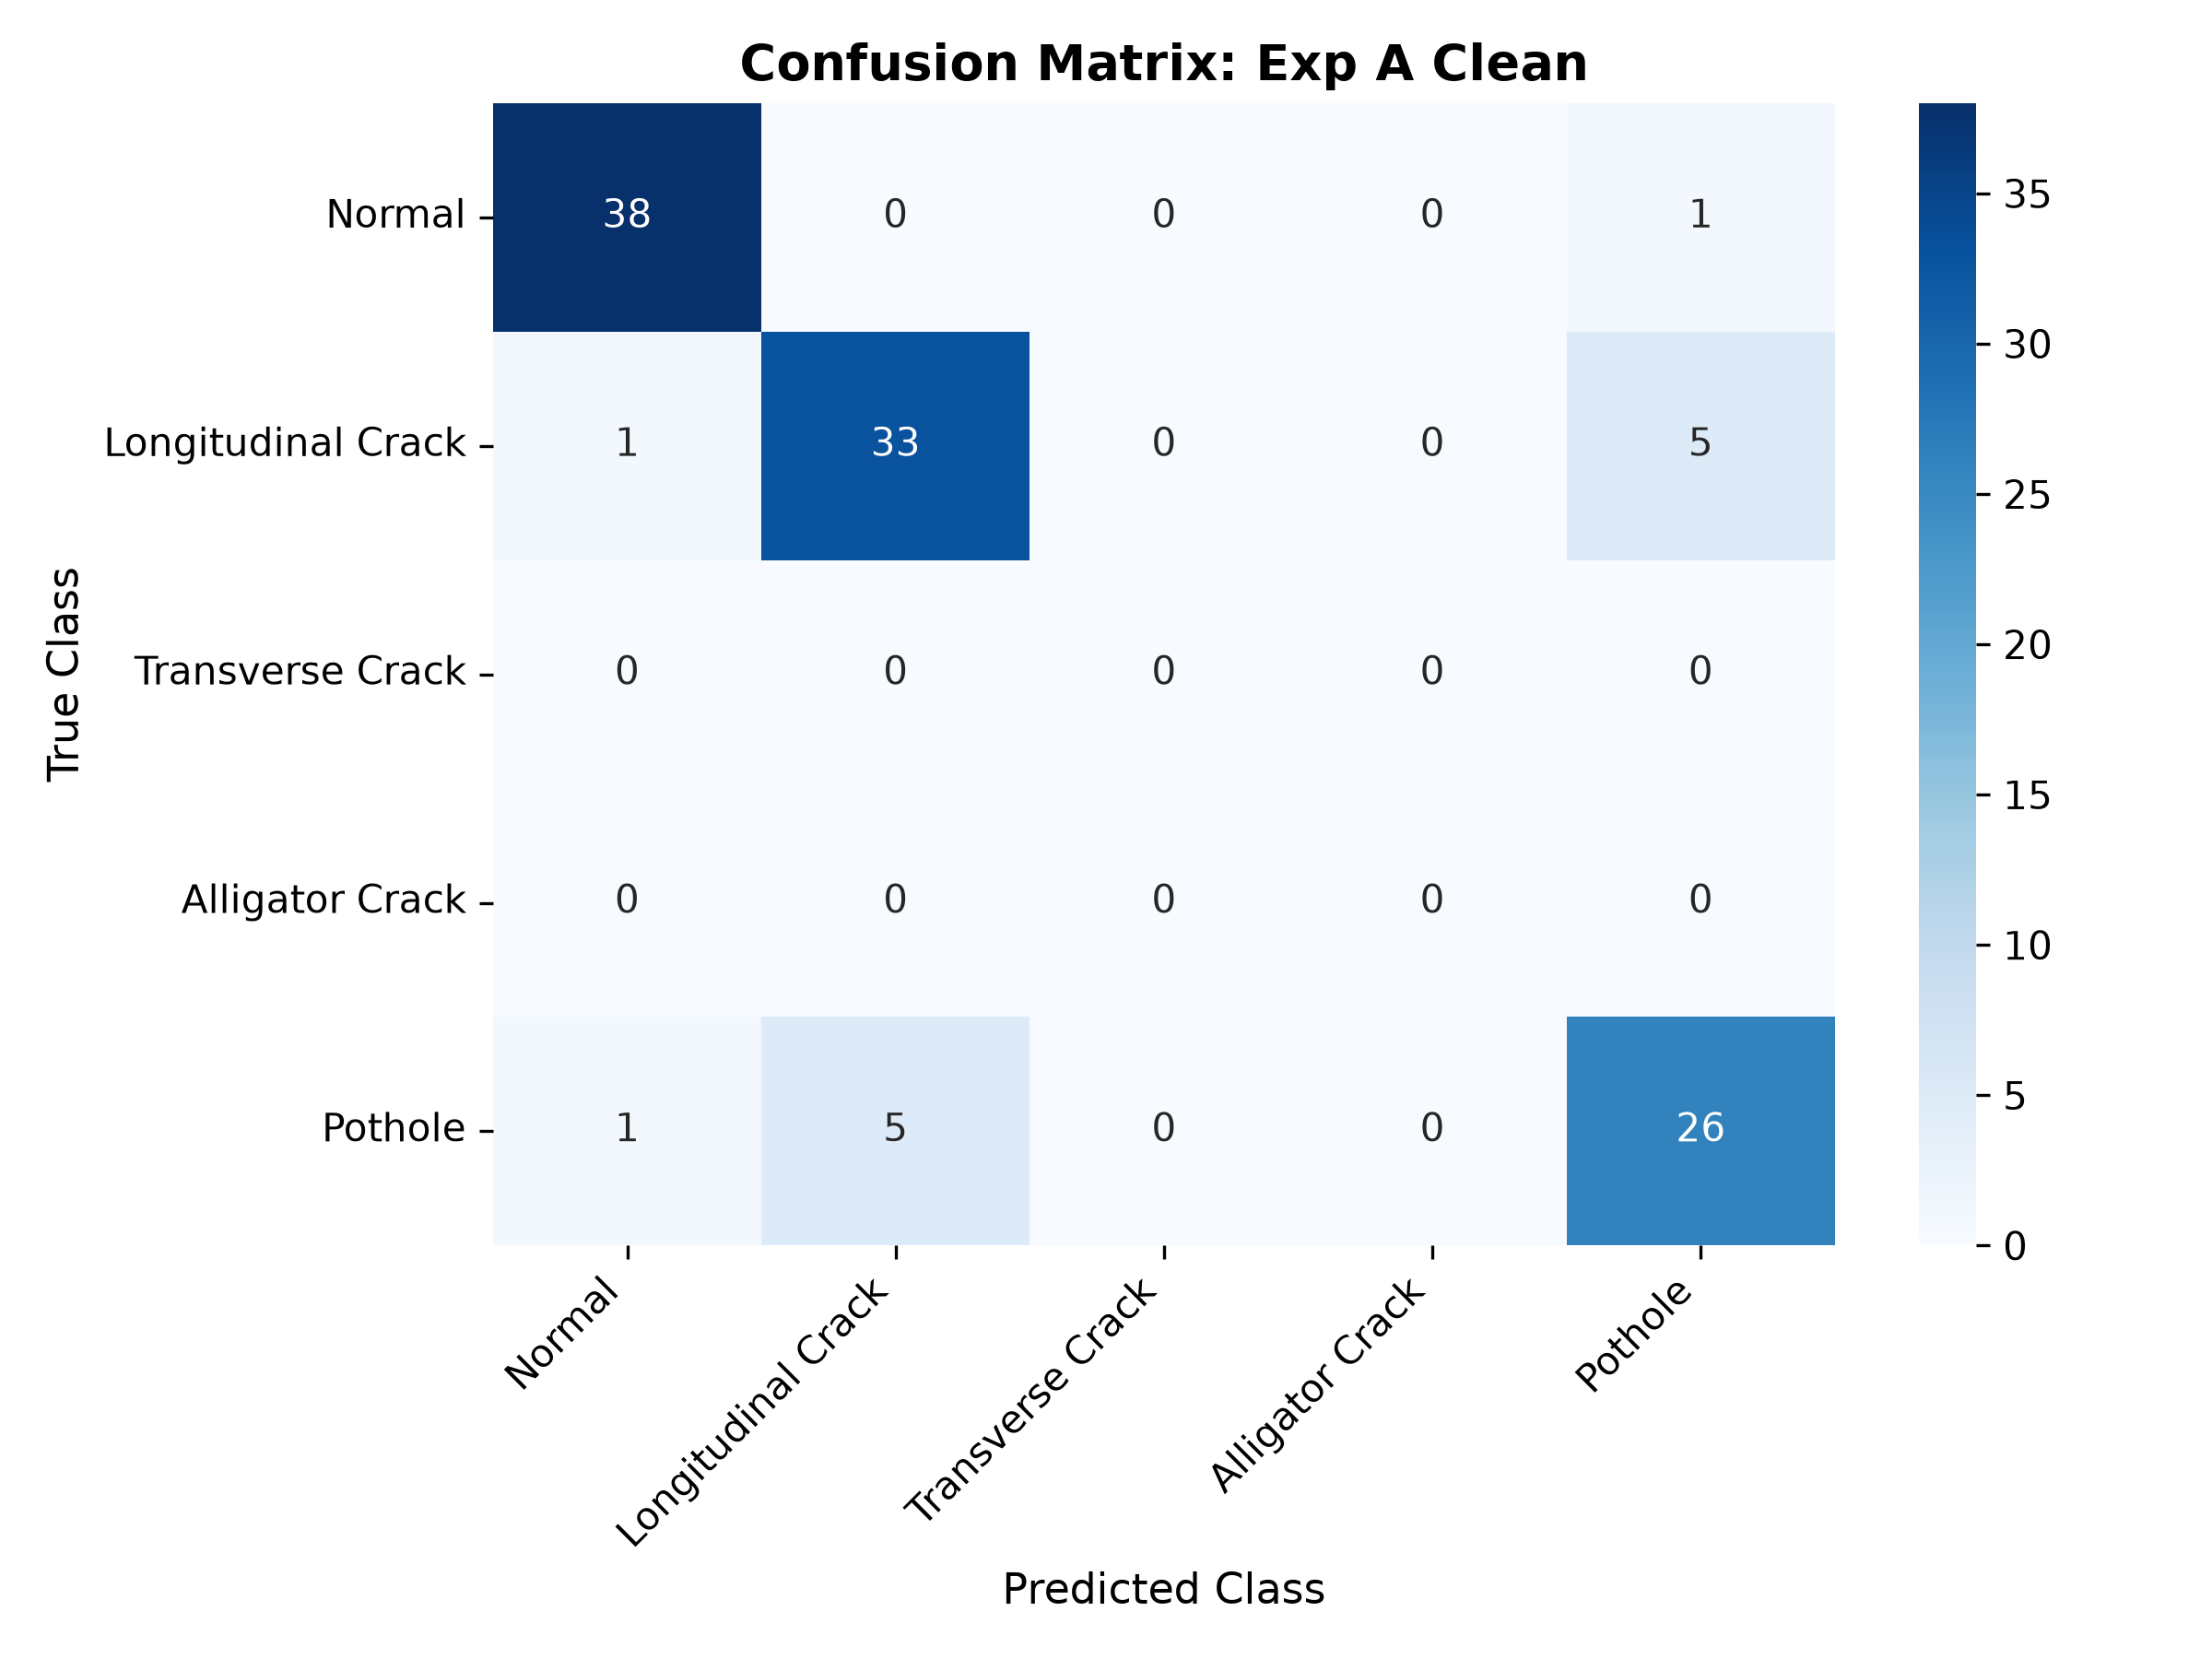 Confusion Matrix: Exp A Clean
True Class
Normal 38 0 0 0 1
Longitudinal Crack 1 33 0 0 5
Transverse Crack 0 0 0 0 0
Alligator Crack 0 0 0 0 0
Pothole 1 5 0 0 26
Normal Longitudinal Crack Transverse Crack Alligator Crack Pothole
Predicted Class
35
30
25
20
15
10
5
0